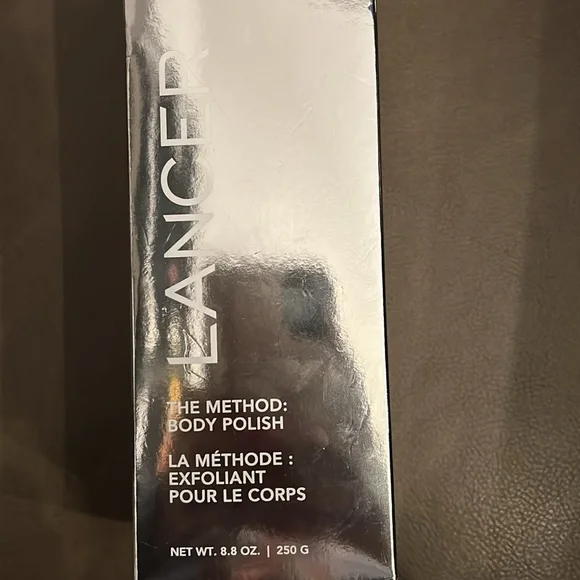 LANCER
THE METHOD:
BODY POLISH
LA MÉTHODE :
EXFOLIANT
POUR LE CORPS
NET WT. 8.8 OZ. | 250 G